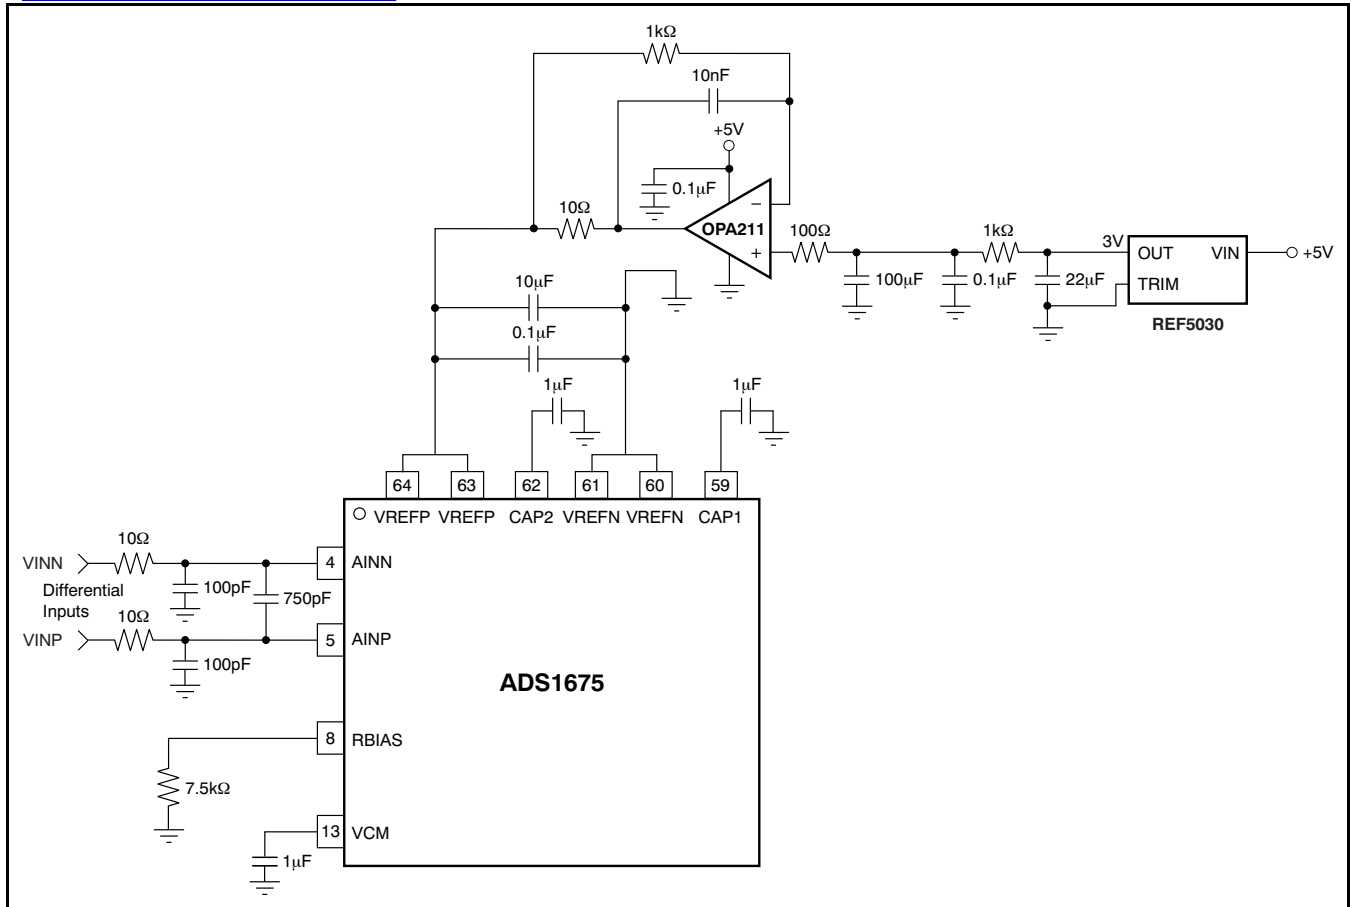 1kΩ
10nF
+5V
0.1μF
10Ω
OPA211
−
+
100Ω
1kΩ
3V
OUT VIN
+5V
TRIM
100μF
0.1μF
22μF
REF5030
10μF
0.1μF
1μF
1μF
64 63 62 61 60 59
VREFP VREFP CAP2 VREFN VREFN CAP1
10Ω
VINN
4 AINN
100pF
Differential
Inputs
750pF
10Ω
VINP
5 AINP
100pF
ADS1675
8 RBIAS
7.5kΩ
13 VCM
1μF